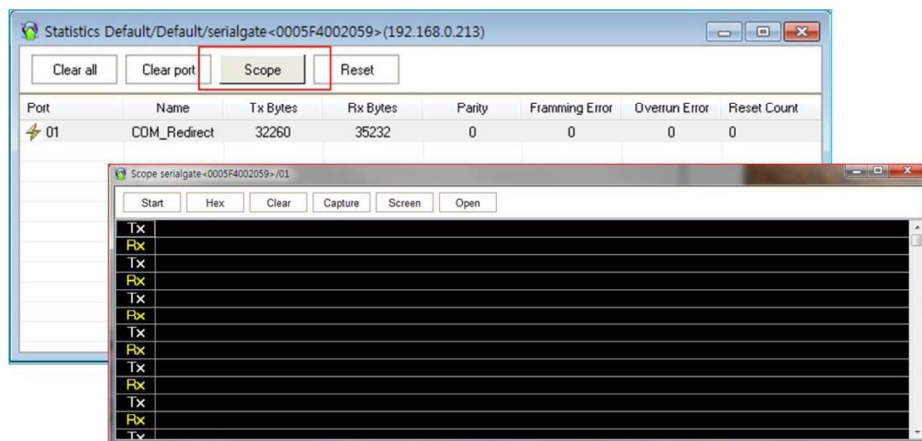 Statistics Default/Default/serialgate<0005F4002059>(192.168.0.213)
Clear all Clear port Scope Reset
Port Name Tx Bytes Rx Bytes Parity Framming Error Overrun Error Reset Count
01 COM_Redirect 32260 35232 0 0 0 0
Scope serialgate<0005F4002059>/01
Start Hex Clear Capture Screen Open
Tx
Rx
Tx
Rx
Tx
Rx
Tx
Rx
Tx
Rx
Tx
Rx
Tx